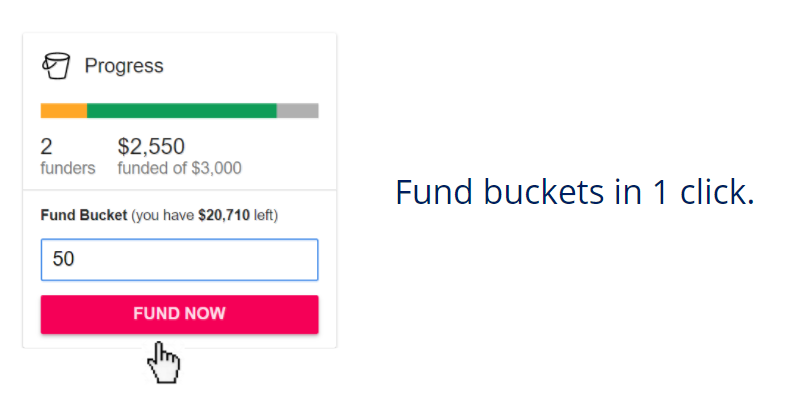 Progress
2 $2,550
funders funded of $3,000
Fund Bucket (you have $20,710 left)
50
FUND NOW
Fund buckets in 1 click.